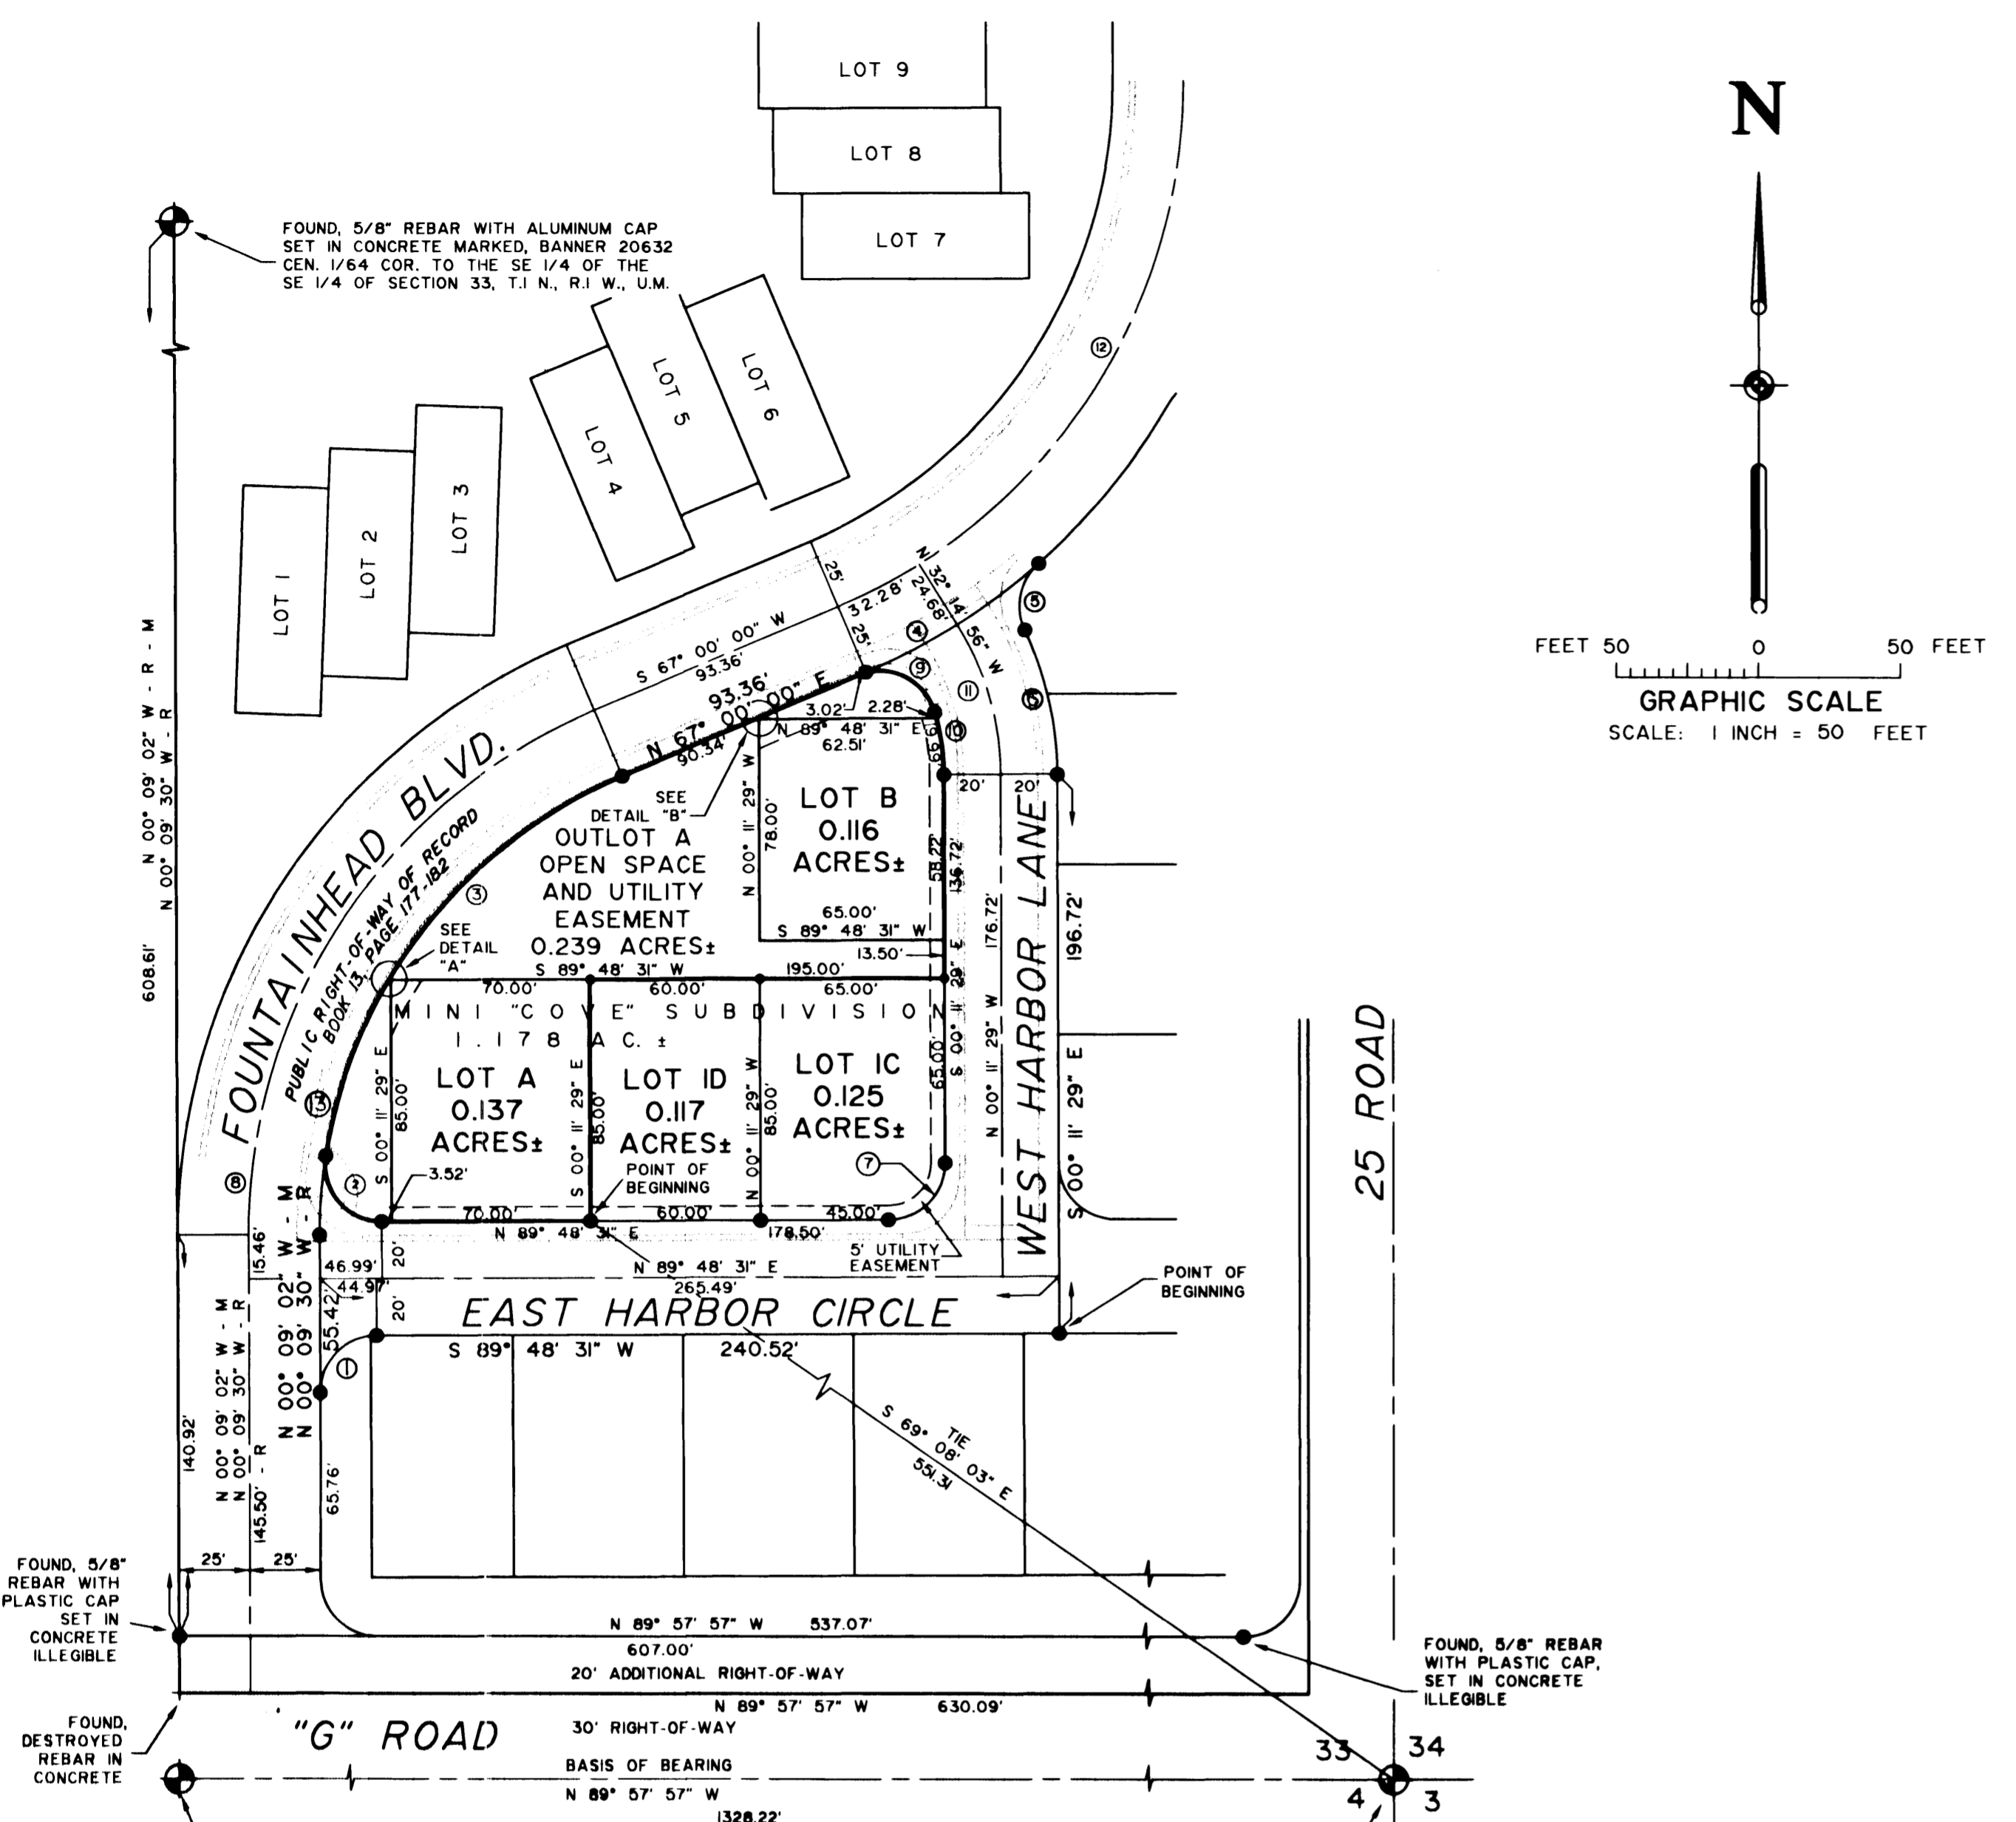 LOT 9
LOT 8
LOT 7
N
FOUND, 5/8" REBAR WITH ALUMINUM CAP
SET IN CONCRETE MARKED, BANNER 20632
CEN. 1/64 COR. TO THE SE 1/4 OF THE
SE 1/4 OF SECTION 33, T.1 N., R.1 W., U.M.
12
LOT 6
LOT 5
LOT 4
LOT 3
LOT 2
LOT 1
FEET 50 0 50 FEET
GRAPHIC SCALE
SCALE: 1 INCH = 50 FEET
N 00° 09' 02" W - R - M
N 00° 09' 30" W - R
608.61'
25'
32.28'
25'
N 32° 14' 56" W
24.68'
S 67° 00' 00" W
93.36'
93.36'
N 67° 00' 00" E
90.34'
4
5
9
11
10
3.02'
2.28'
N 89° 48' 31" E
62.51'
20'
20'
SEE
DETAIL "B"
N 00° 11' 29" W
78.00'
LOT B
0.116
ACRES±
65.00'
S 89° 48' 31" W
13.50'
58.22'
136.72'
S 00° 11' 29" E
OUTLOT A
OPEN SPACE
AND UTILITY
EASEMENT
0.239 ACRES±
FOUNTAINHEAD BLVD.
PUBLIC RIGHT-OF-WAY OF RECORD
BOOK 13, PAGE 177-182
3
SEE
DETAIL
"A"
S 89° 48' 31" W
195.00'
70.00'
60.00'
65.00'
MINI "COVE" SUBDIVISION
1.178 AC. ±
S 00° 11' 29" E
85.00'
LOT A
0.137
ACRES±
S 00° 11' 29" E
85.00'
LOT 1D
0.117
ACRES±
N 00° 11' 29" W
85.00'
LOT 1C
0.125
ACRES±
65.00'
N 00° 11' 29" W
176.72'
WEST HARBOR LANE
196.72'
S 00° 11' 29" E
25 ROAD
13
8
2
7
3.52'
POINT OF
BEGINNING
70.00'
60.00'
45.00'
N 89° 48' 31" E
178.50'
5' UTILITY
EASEMENT
15.46'
46.99'
44.97'
20'
20'
N 89° 48' 31" E
265.49'
EAST HARBOR CIRCLE
POINT OF
BEGINNING
S 89° 48' 31" W
240.52'
1
N 00° 09' 02" W - M
N 00° 09' 30" W - R
55.42'
N 00° 09' 02" W - M
N 00° 09' 30" W - R
140.92'
145.50' - R
65.76'
TIE
S 69° 08' 03" E
551.31
25'
25'
FOUND, 5/8"
REBAR WITH
PLASTIC CAP
SET IN
CONCRETE
ILLEGIBLE
N 89° 57' 57" W 537.07'
607.00'
20' ADDITIONAL RIGHT-OF-WAY
N 89° 57' 57" W 630.09'
FOUND, 5/8" REBAR
WITH PLASTIC CAP,
SET IN CONCRETE
ILLEGIBLE
FOUND,
DESTROYED
REBAR IN
CONCRETE
"G" ROAD
30' RIGHT-OF-WAY
BASIS OF BEARING
N 89° 57' 57" W
1328.22'
33 34
4 3